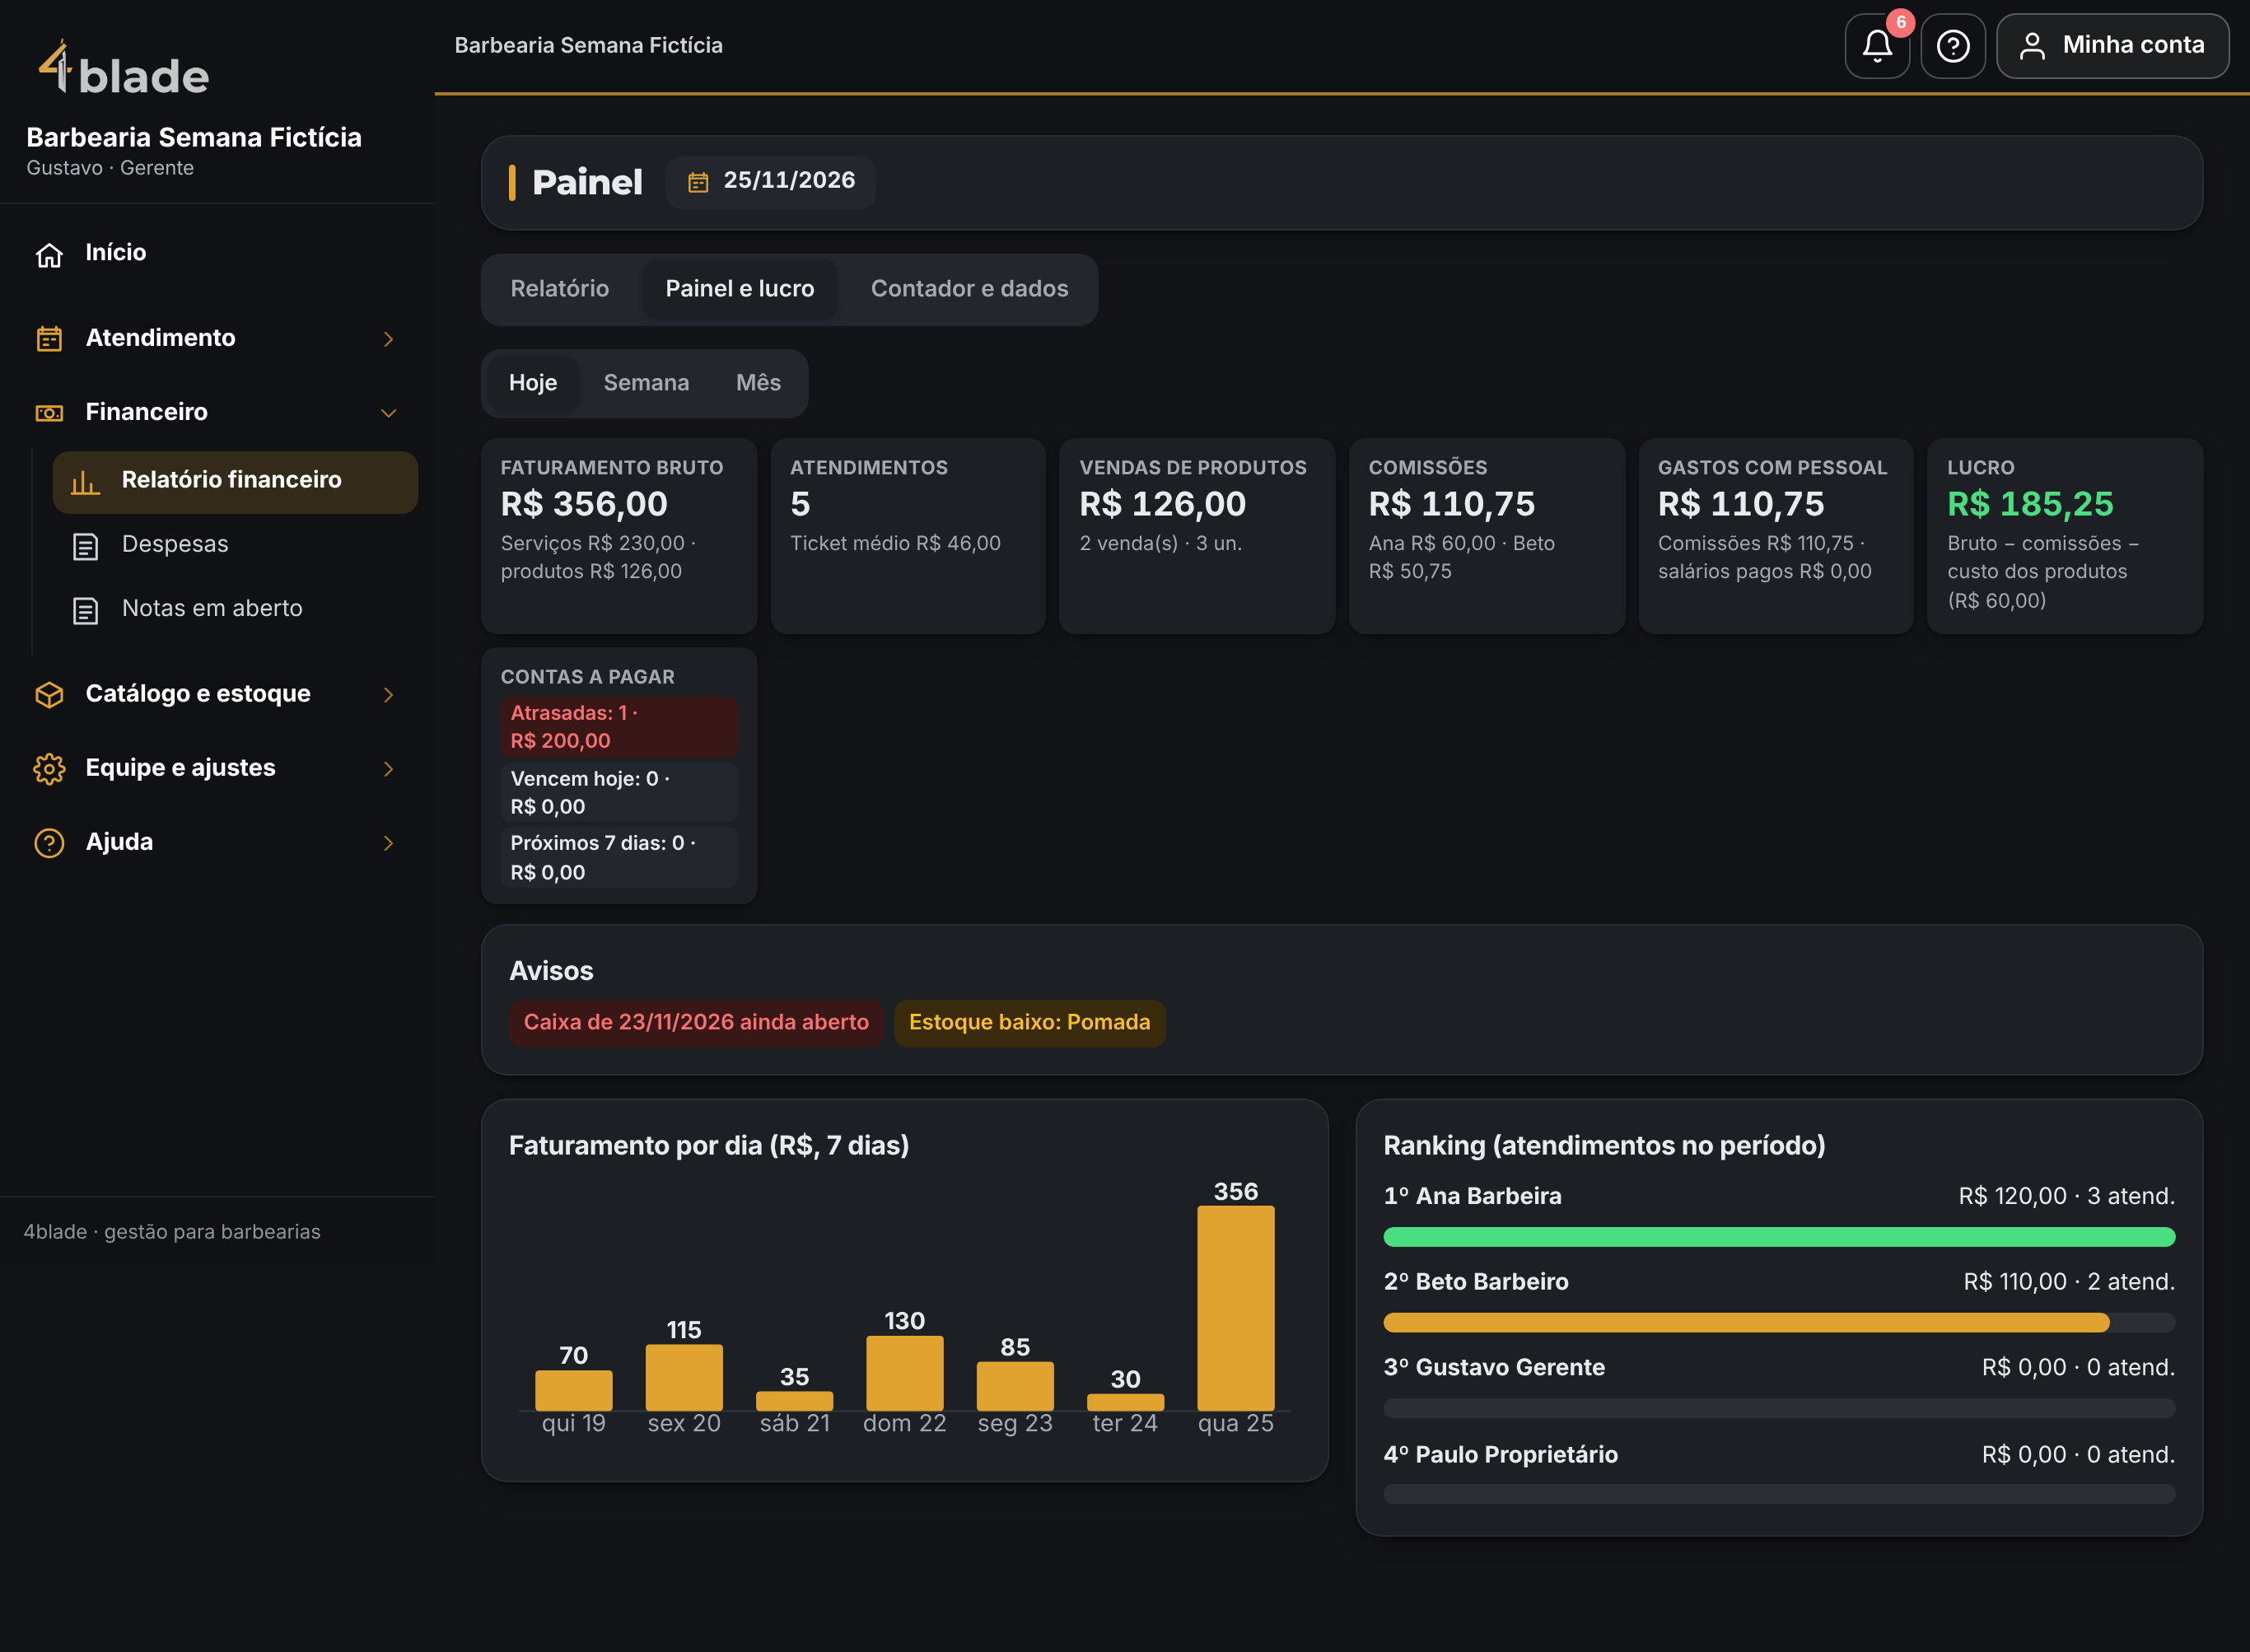 4blade
Barbearia Semana Fictícia
Gustavo · Gerente
Início
Atendimento
Financeiro
Relatório financeiro
Despesas
Notas em aberto
Catálogo e estoque
Equipe e ajustes
Ajuda
4blade · gestão para barbearias
Barbearia Semana Fictícia
6
Minha conta
Painel
25/11/2026
Relatório
Painel e lucro
Contador e dados
Hoje
Semana
Mês
FATURAMENTO BRUTO
R$ 356,00
Serviços R$ 230,00 ·
produtos R$ 126,00
ATENDIMENTOS
5
Ticket médio R$ 46,00
VENDAS DE PRODUTOS
R$ 126,00
2 venda(s) · 3 un.
COMISSÕES
R$ 110,75
Ana R$ 60,00 · Beto
R$ 50,75
GASTOS COM PESSOAL
R$ 110,75
Comissões R$ 110,75 ·
salários pagos R$ 0,00
LUCRO
R$ 185,25
Bruto – comissões –
custo dos produtos
(R$ 60,00)
CONTAS A PAGAR
Atrasadas: 1 ·
R$ 200,00
Vencem hoje: 0 ·
R$ 0,00
Próximos 7 dias: 0 ·
R$ 0,00
Avisos
Caixa de 23/11/2026 ainda aberto
Estoque baixo: Pomada
Faturamento por dia (R$, 7 dias)
70
115
35
130
85
30
356
qui 19
sex 20
sáb 21
dom 22
seg 23
ter 24
qua 25
Ranking (atendimentos no período)
1º Ana Barbeira
R$ 120,00 · 3 atend.
2º Beto Barbeiro
R$ 110,00 · 2 atend.
3º Gustavo Gerente
R$ 0,00 · 0 atend.
4º Paulo Proprietário
R$ 0,00 · 0 atend.